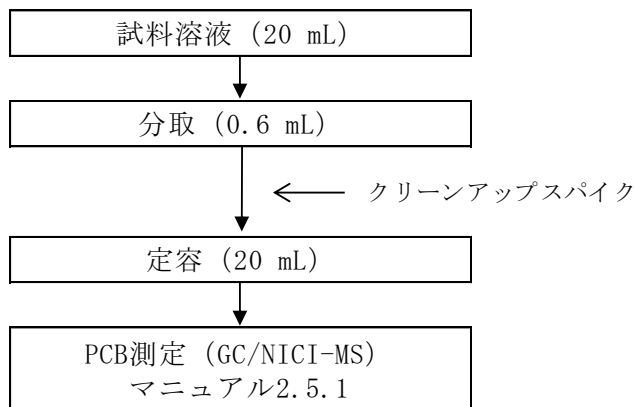 試料溶液 (20 mL)
分取 (0.6 mL)
クリーンアップスパイク
定容 (20 mL)
PCB測定 (GC/NICI-MS)
マニュアル2.5.1